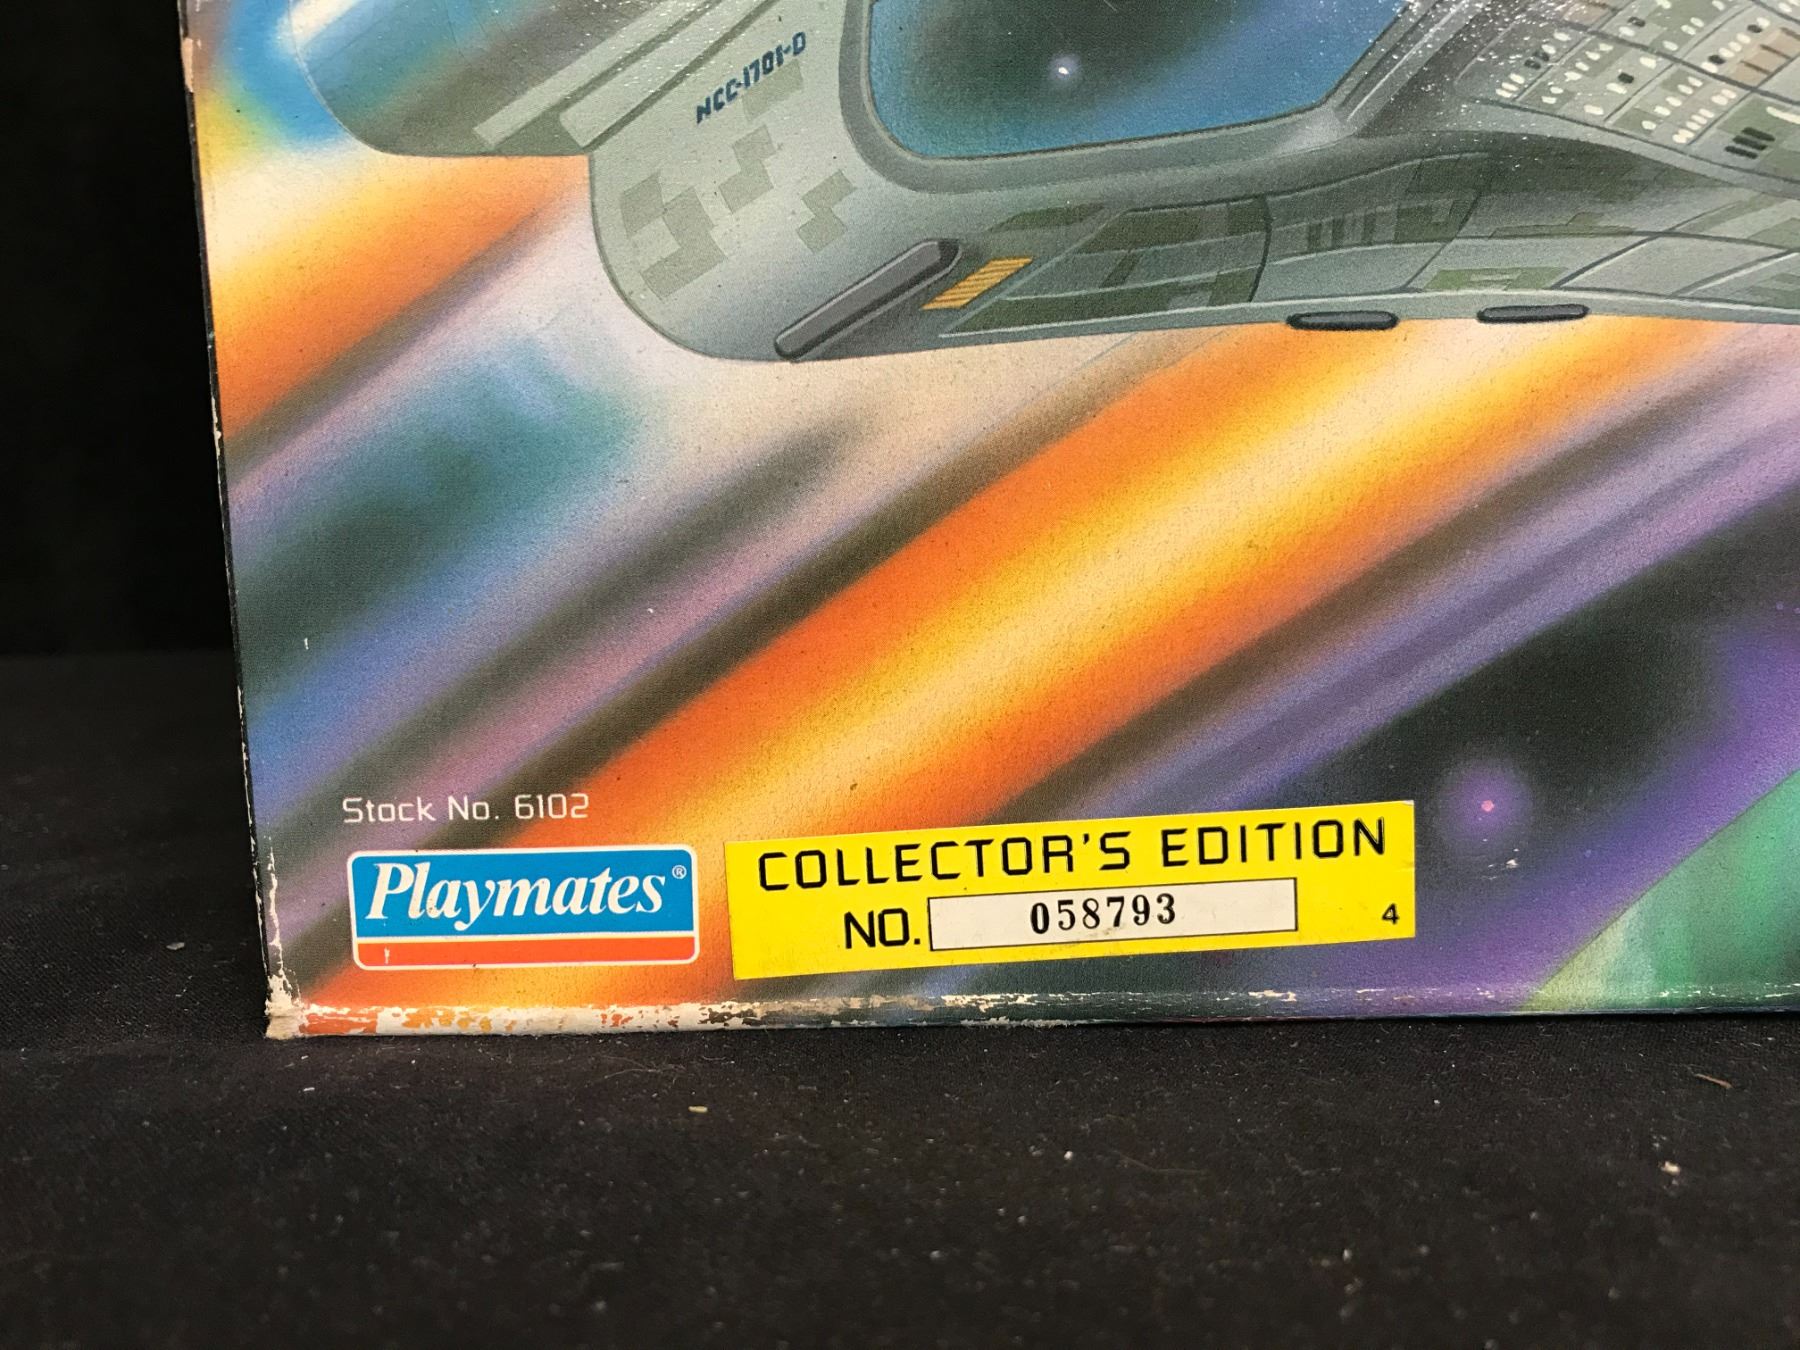 NCC-1701-D
Stock No. 6102
Playmates®
COLLECTOR'S EDITION
NO. 058793 4